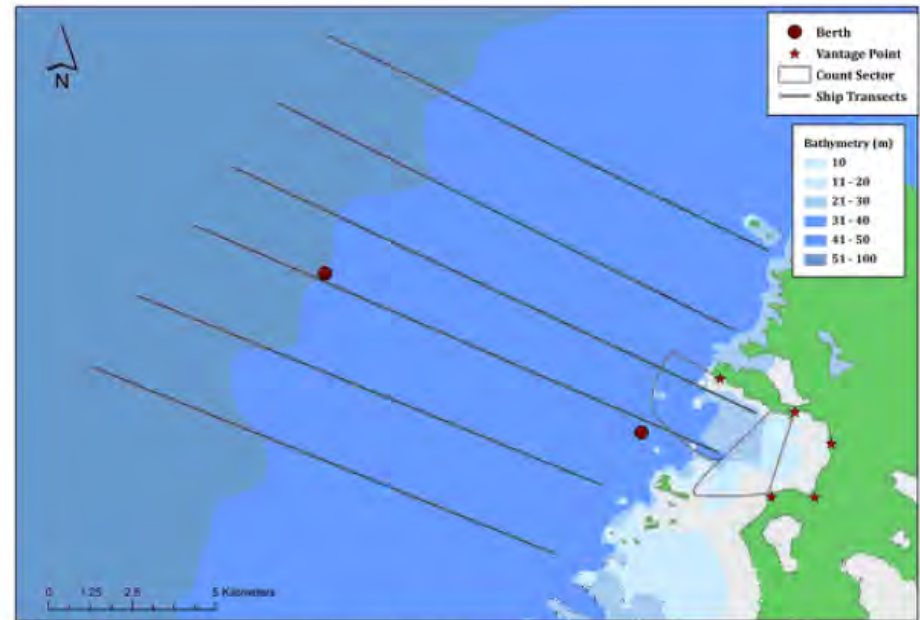 N
Berth
Vantage Point
Count Sector
Ship Transects
Bathymetry (m)
10
11 - 20
21 - 30
31 - 40
41 - 50
51 - 100
0 1.25 2.5 5 Kilometers